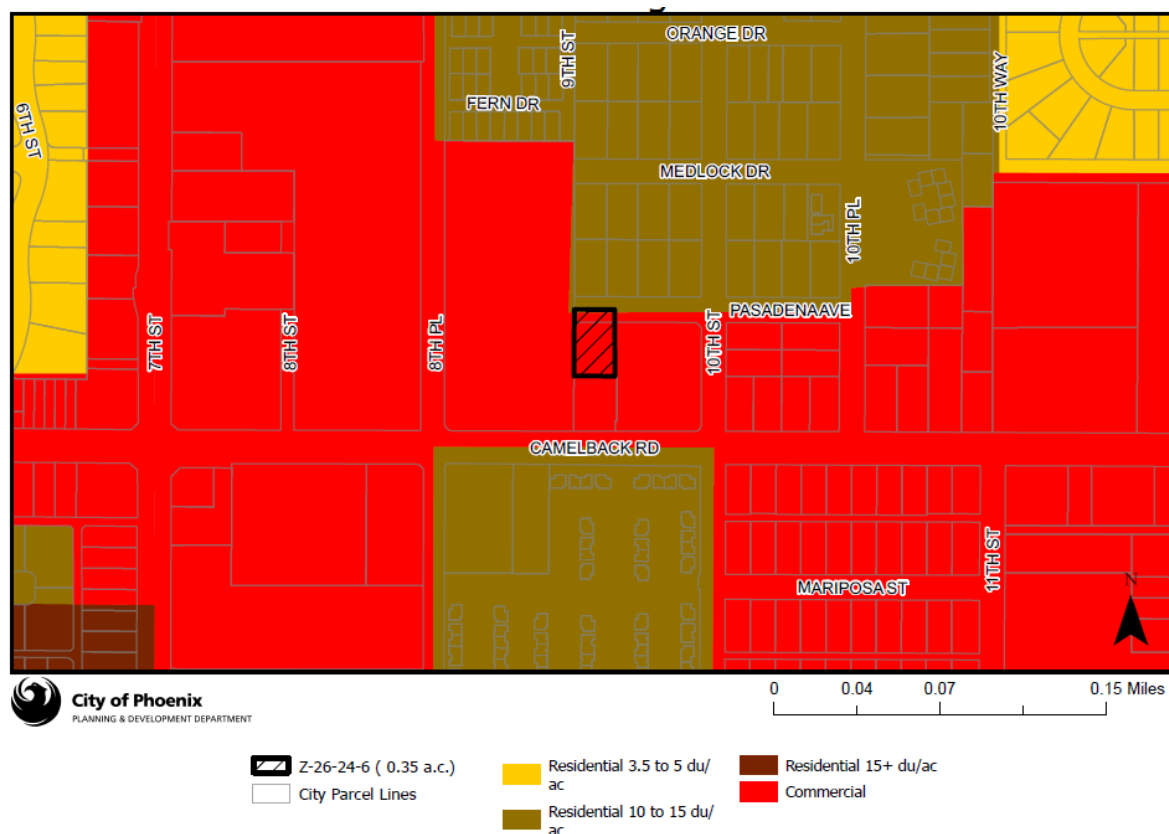 ORANGE DR
9TH ST
10TH WAY
FERN DR
6TH ST
MEDLOCK DR
10TH PL
PASADENA AVE
7TH ST
8TH ST
8TH PL
10TH ST
CAMELBACK RD
11TH ST
MARIPOSA ST
N
City of Phoenix
PLANNING & DEVELOPMENT DEPARTMENT
0 0.04 0.07 0.15 Miles
Z-26-24-6 ( 0.35 a.c.)
City Parcel Lines
Residential 3.5 to 5 du/
ac
Residential 10 to 15 du/
ac
Residential 15+ du/ac
Commercial